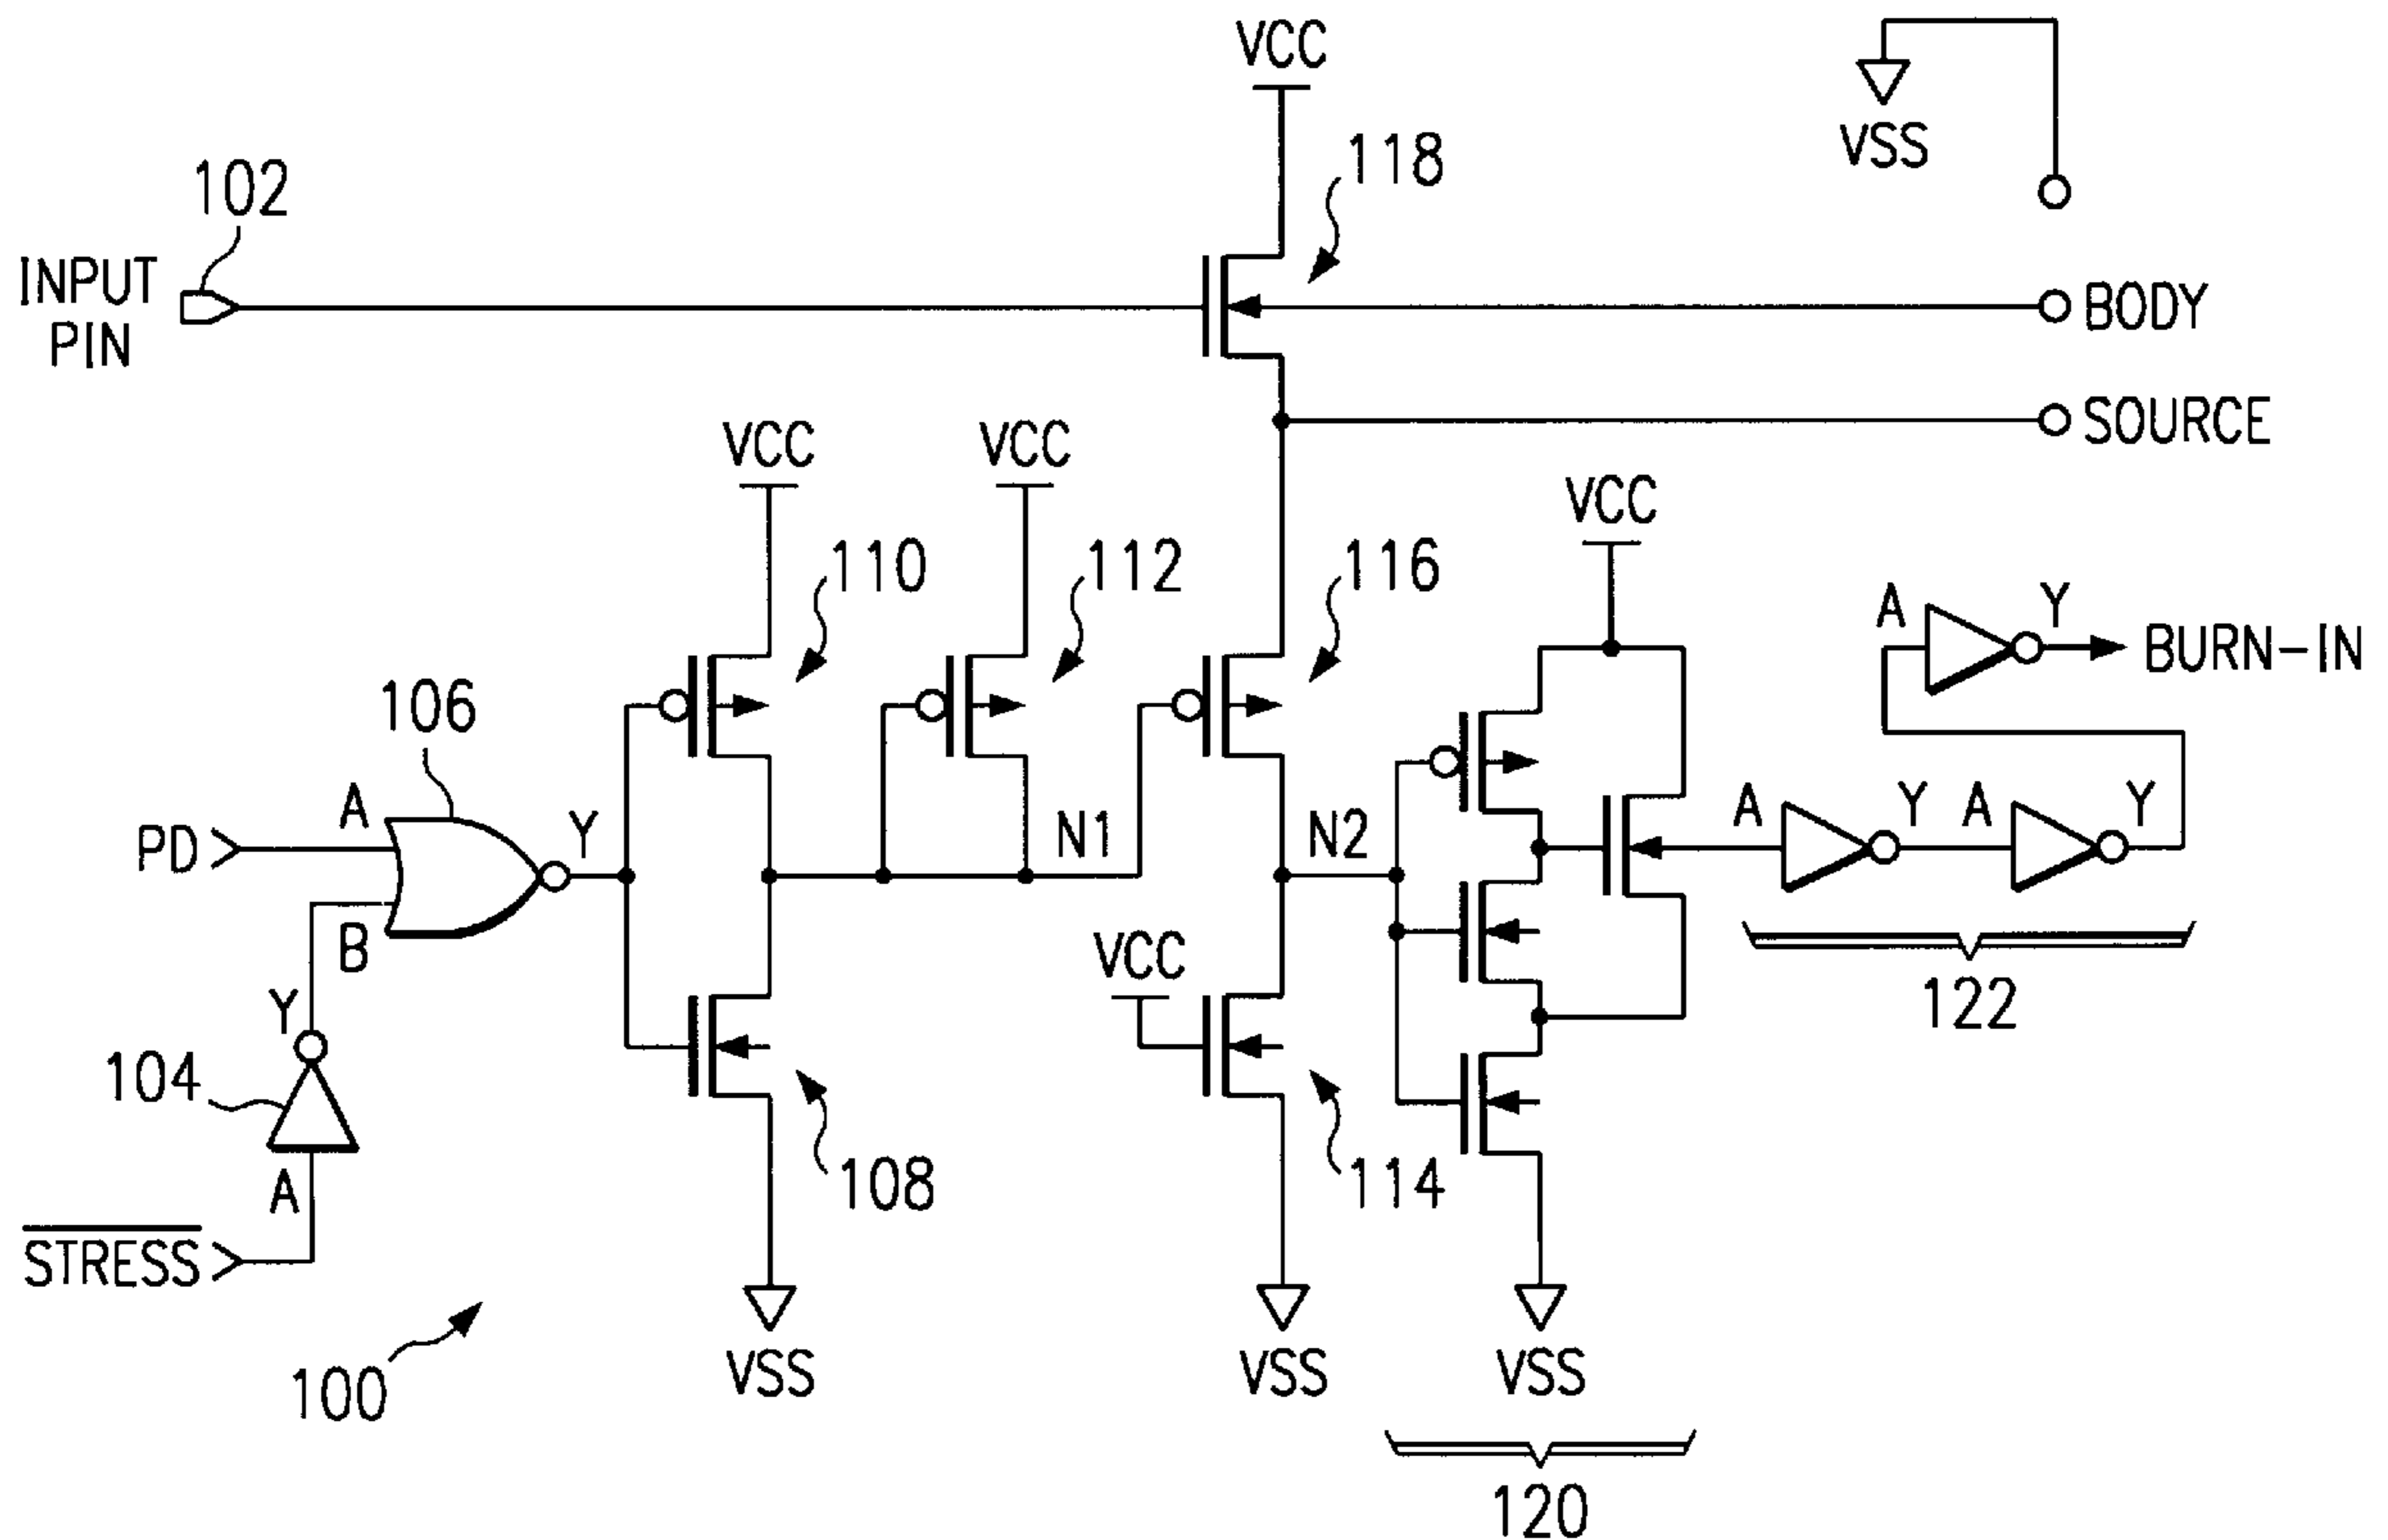 VCC
VSS
118
102
INPUT
PIN
BODY
SOURCE
VCC
VCC
VCC
110
112
116
A
Y
BURN-IN
106
A
PD
Y
N1
N2
A
Y
A
Y
B
VCC
122
Y
104
A
108
114
STRESS
100
VSS
VSS
VSS
120